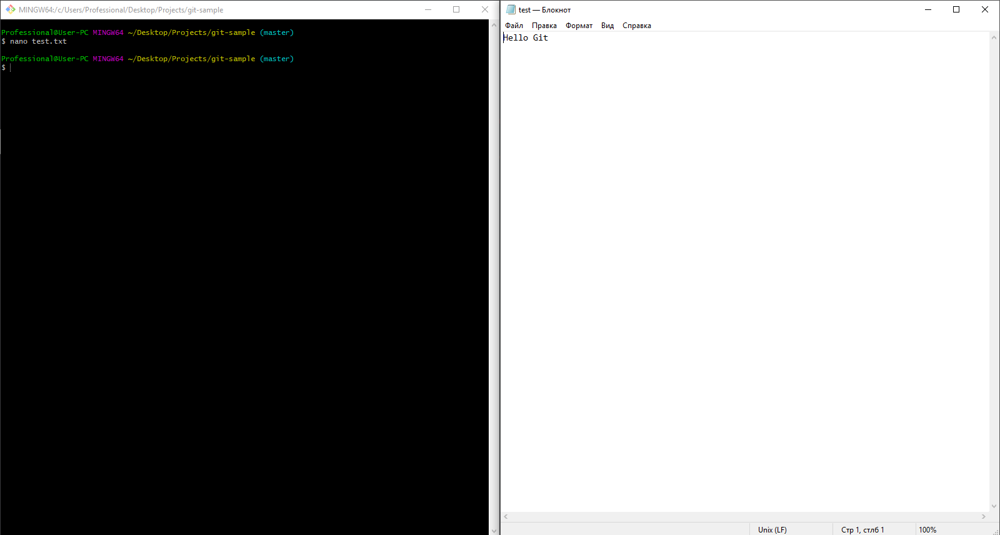 MINGW64:/c/Users/Professional/Desktop/Projects/git-sample
Professional@User-PC MINGW64 ~/Desktop/Projects/git-sample (master)
$ nano test.txt
Professional@User-PC MINGW64 ~/Desktop/Projects/git-sample (master)
$
test — Блокнот
Файл Правка Формат Вид Справка
Hello Git
Unix (LF) Стр 1, стлб 1 100%